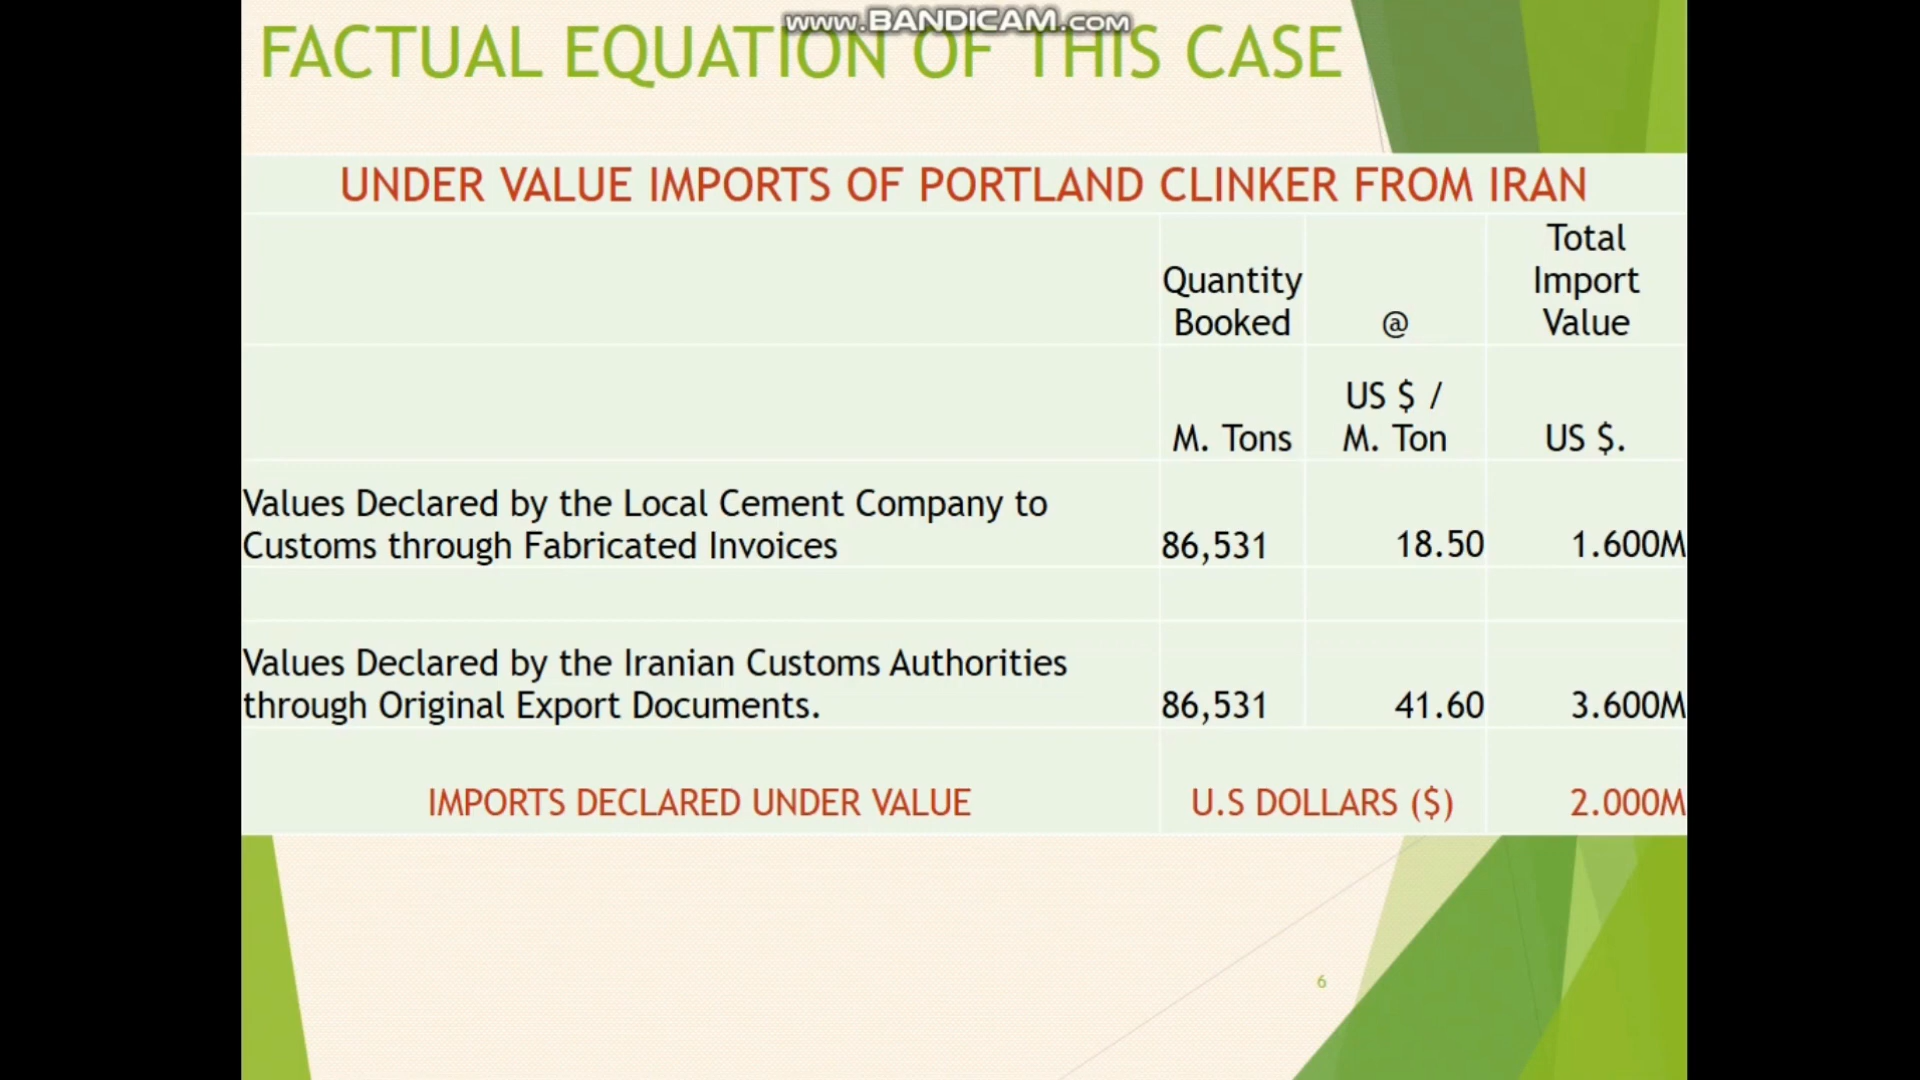 www.BANDICAM.com
FACTUAL EQUATION OF THIS CASE
UNDER VALUE IMPORTS OF PORTLAND CLINKER FROM IRAN
Quantity Booked
@
Total Import Value
M. Tons
US $ / M. Ton
US $.
Values Declared by the Local Cement Company to
Customs through Fabricated Invoices
86,531
18.50
1.600M
Values Declared by the Iranian Customs Authorities
through Original Export Documents.
86,531
41.60
3.600M
IMPORTS DECLARED UNDER VALUE
U.S DOLLARS ($)
2.000M
6